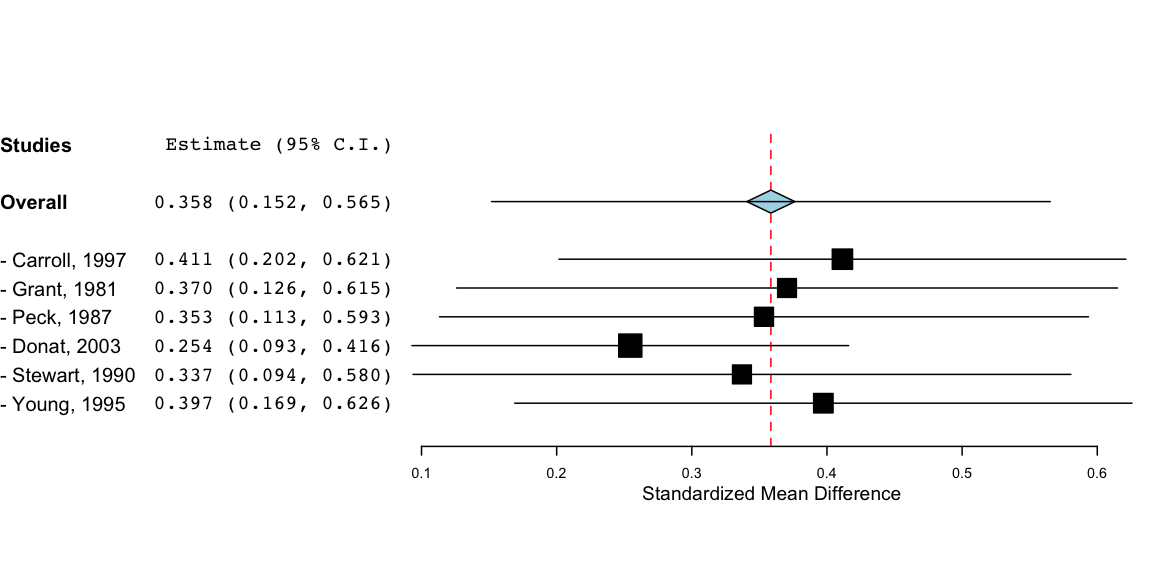 Studies Estimate (95% C.I.)
Overall 0.358 (0.152, 0.565)
- Carroll, 1997 0.411 (0.202, 0.621)
- Grant, 1981 0.370 (0.126, 0.615)
- Peck, 1987 0.353 (0.113, 0.593)
- Donat, 2003 0.254 (0.093, 0.416)
- Stewart, 1990 0.337 (0.094, 0.580)
- Young, 1995 0.397 (0.169, 0.626)
0.1 0.2 0.3 0.4 0.5 0.6
Standardized Mean Difference